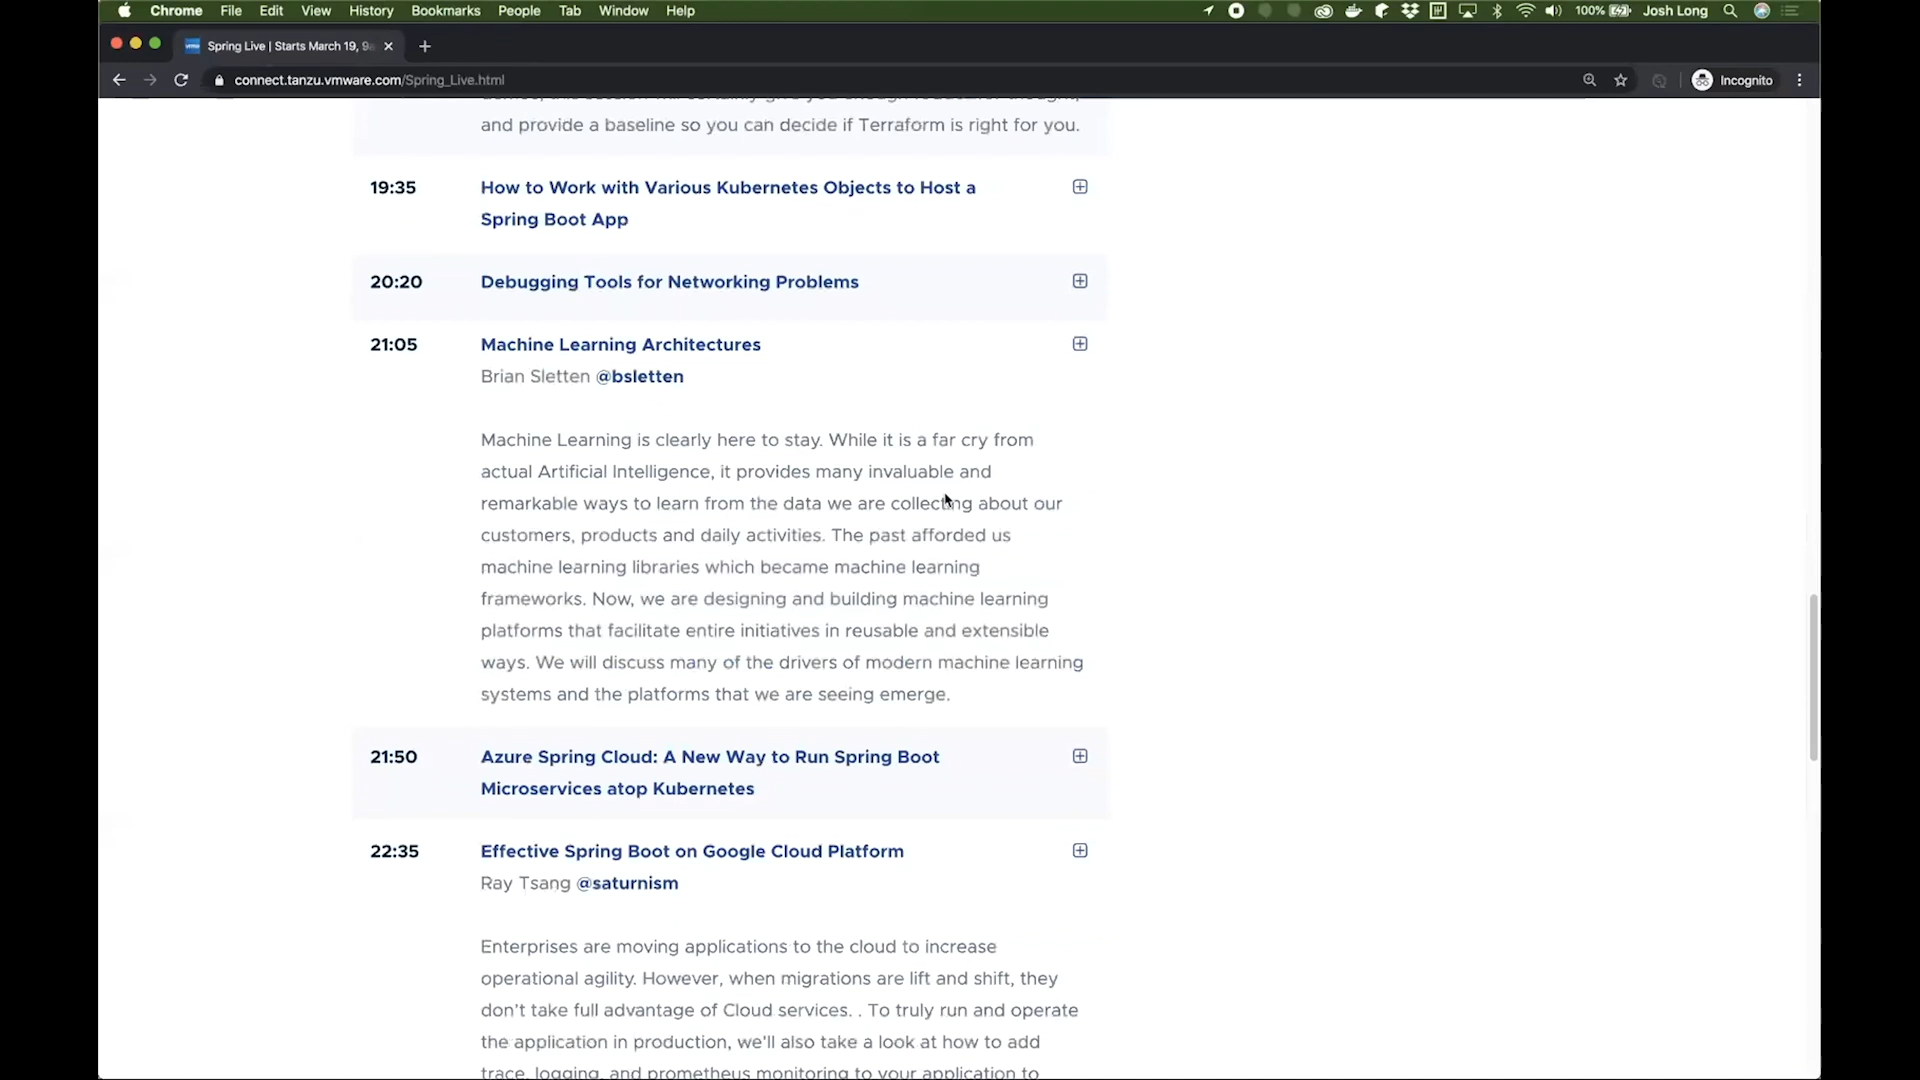 Chrome File Edit View History Bookmarks People Tab Window Help 100% Josh Long
Spring Live | Starts March 19, 9a
connect.tanzu.vmware.com/Spring_Live.html Incognito
and provide a baseline so you can decide if Terraform is right for you.
19:35 How to Work with Various Kubernetes Objects to Host a
Spring Boot App
20:20 Debugging Tools for Networking Problems
21:05 Machine Learning Architectures
Brian Sletten @bsletten
Machine Learning is clearly here to stay. While it is a far cry from
actual Artificial Intelligence, it provides many invaluable and
remarkable ways to learn from the data we are collecting about our
customers, products and daily activities. The past afforded us
machine learning libraries which became machine learning
frameworks. Now, we are designing and building machine learning
platforms that facilitate entire initiatives in reusable and extensible
ways. We will discuss many of the drivers of modern machine learning
systems and the platforms that we are seeing emerge.
21:50 Azure Spring Cloud: A New Way to Run Spring Boot
Microservices atop Kubernetes
22:35 Effective Spring Boot on Google Cloud Platform
Ray Tsang @saturnism
Enterprises are moving applications to the cloud to increase
operational agility. However, when migrations are lift and shift, they
don't take full advantage of Cloud services. . To truly run and operate
the application in production, we'll also take a look at how to add
trace, logging, and prometheus monitoring to your application to